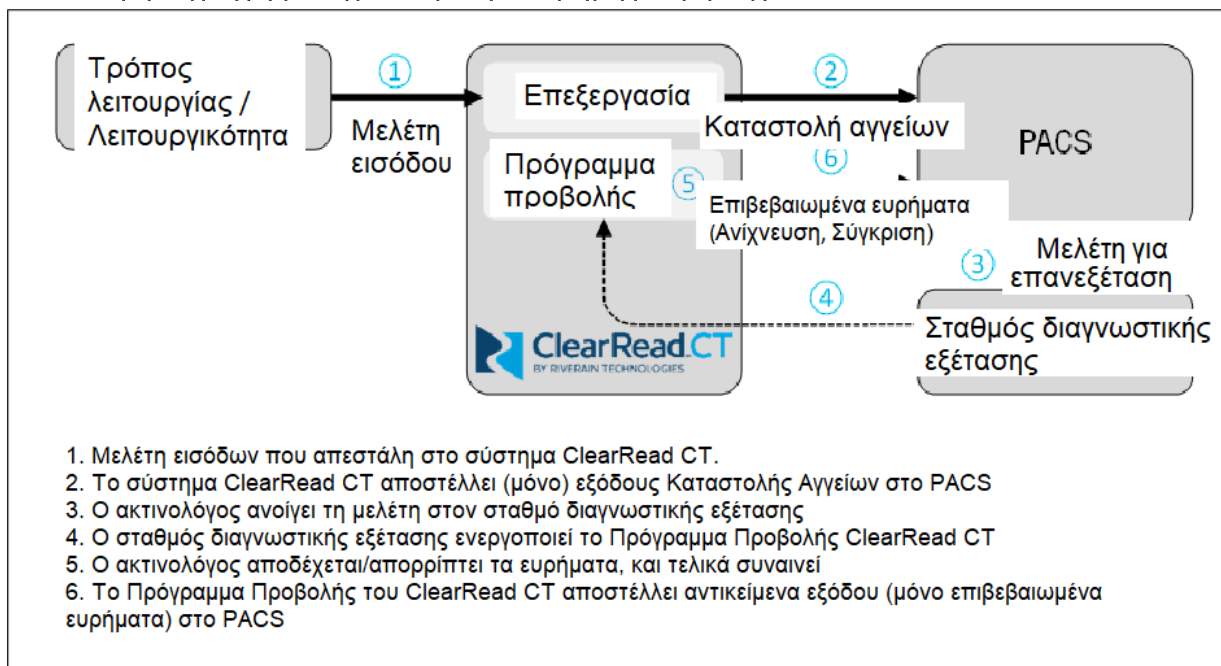 Τρόπος
λειτουργίας /
Λειτουργικότητα
1
Μελέτη
εισόδου
Επεξεργασία
2
Καταστολή αγγείων
PACS
Πρόγραμμα
προβολής
5
6
Επιβεβαιωμένα ευρήματα
(Ανίχνευση, Σύγκριση)
3
Μελέτη για
επανεξέταση
4
Σταθμός διαγνωστικής
εξέτασης
ClearRead.CT
BY RIVERAIN TECHNOLOGIES
1. Μελέτη εισόδων που απεστάλη στο σύστημα ClearRead CT.
2. Το σύστημα ClearRead CT αποστέλλει (μόνο) εξόδους Καταστολής Αγγείων στο PACS
3. Ο ακτινολόγος ανοίγει τη μελέτη στον σταθμό διαγνωστικής εξέτασης
4. Ο σταθμός διαγνωστικής εξέτασης ενεργοποιεί το Πρόγραμμα Προβολής ClearRead CT
5. Ο ακτινολόγος αποδέχεται/απορρίπτει τα ευρήματα, και τελικά συναινεί
6. Το Πρόγραμμα Προβολής του ClearRead CT αποστέλλει αντικείμενα εξόδου (μόνο επιβεβαιωμένα
ευρήματα) στο PACS